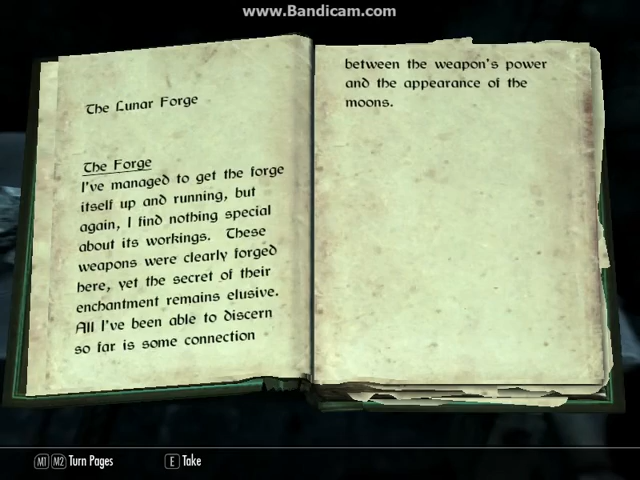 www.Bandicam.com
The Lunar Forge
The Forge
I've managed to get the forge
itself up and running, but
again, I find nothing special
about its workings. These
weapons were clearly forged
here, yet the secret of their
enchantment remains elusive.
All I've been able to discern
so far is some connection
between the weapon's power
and the appearance of the
moons.
M1 M2 Turn Pages E Take